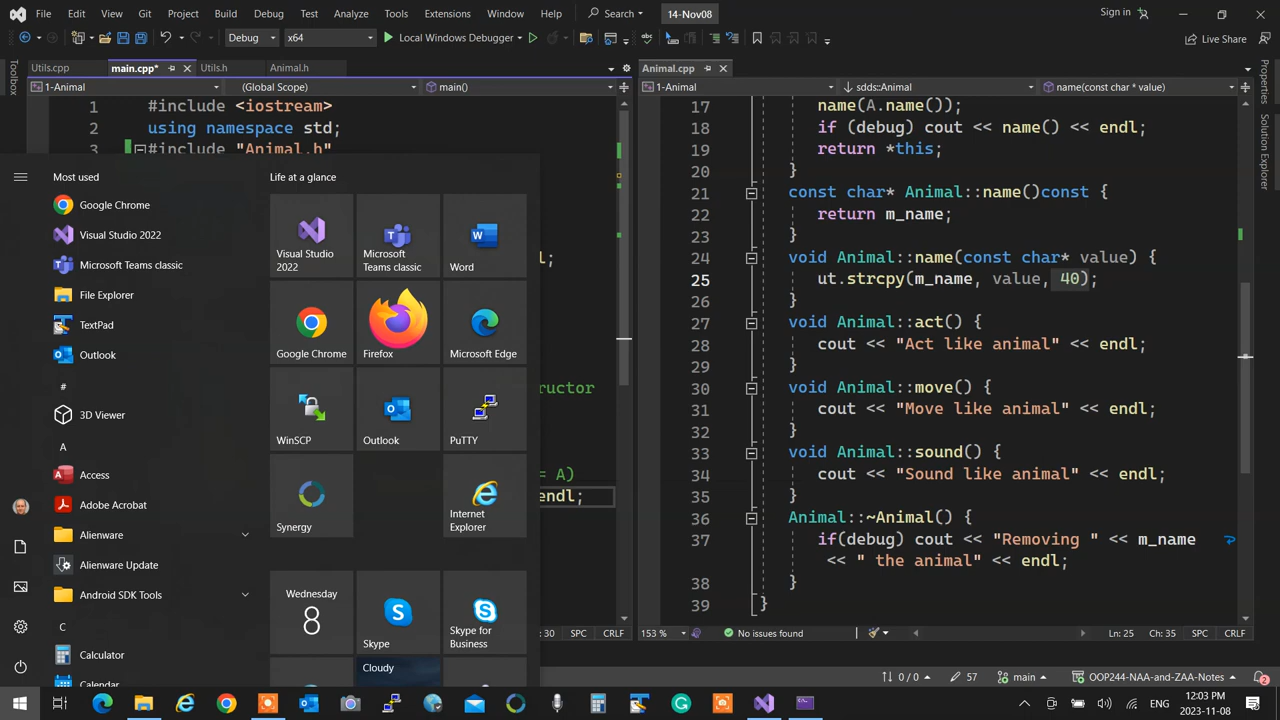 File Edit View Git Project Build Debug Test Analyze Tools Extensions Window Help Search 14-Nov08 Sign in
Debug x64 Local Windows Debugger Live Share
Utils.cpp main.cpp* Utils.h Animal.h
1-Animal (Global Scope) main()
Animal.cpp
1-Animal sdds::Animal name(const char* value)
Toolbox
Properties
Solution Explorer
1 #include <iostream>
2 using namespace std;
3 #include "Animal.h"
l;
uctor
= A)
endl;
17 name(A.name());
18 if (debug) cout << name() << endl;
19 return *this;
20 }
21 const char* Animal::name()const {
22 return m_name;
23 }
24 void Animal::name(const char* value) {
25 ut.strcpy(m_name, value, 40);
26 }
27 void Animal::act() {
28 cout << "Act like animal" << endl;
29 }
30 void Animal::move() {
31 cout << "Move like animal" << endl;
32 }
33 void Animal::sound() {
34 cout << "Sound like animal" << endl;
35 }
36 Animal::~Animal() {
37 if(debug) cout << "Removing " << m_name
<< " the animal" << endl;
38 }
39 }
Most used
Google Chrome
Visual Studio 2022
Microsoft Teams classic
File Explorer
TextPad
Outlook
#
3D Viewer
A
Access
Adobe Acrobat
Alienware
Alienware Update
Android SDK Tools
C
Calculator
Calendar
Life at a glance
Visual Studio 2022
Microsoft Teams classic
Word
Google Chrome
Firefox
Microsoft Edge
WinSCP
Outlook
PuTTY
Synergy
Internet Explorer
Wednesday
8
Skype
Skype for Business
Cloudy
: 30 SPC CRLF
153 % No issues found Ln: 25 Ch: 35 SPC CRLF
0 / 0 57 main OOP244-NAA-and-ZAA-Notes
ENG
12:03 PM
2023-11-08